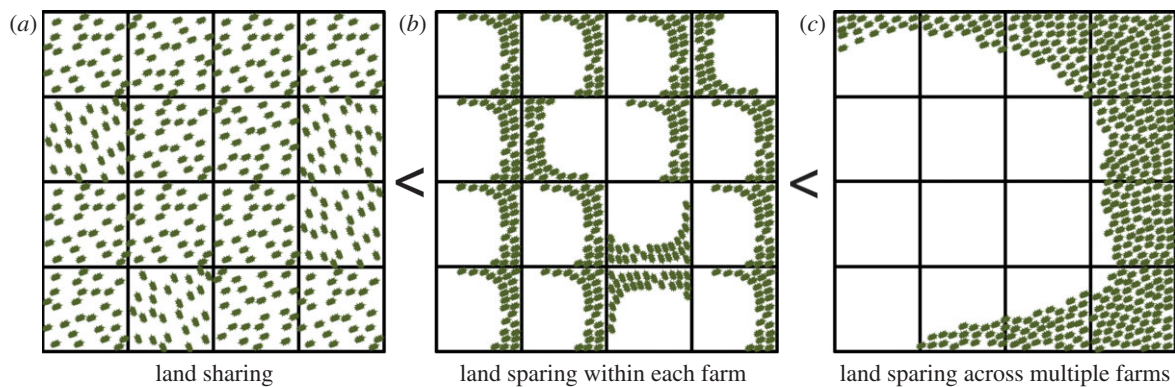 (a)
(b)
(c)
<
<
land sharing
land sparing within each farm
land sparing across multiple farms